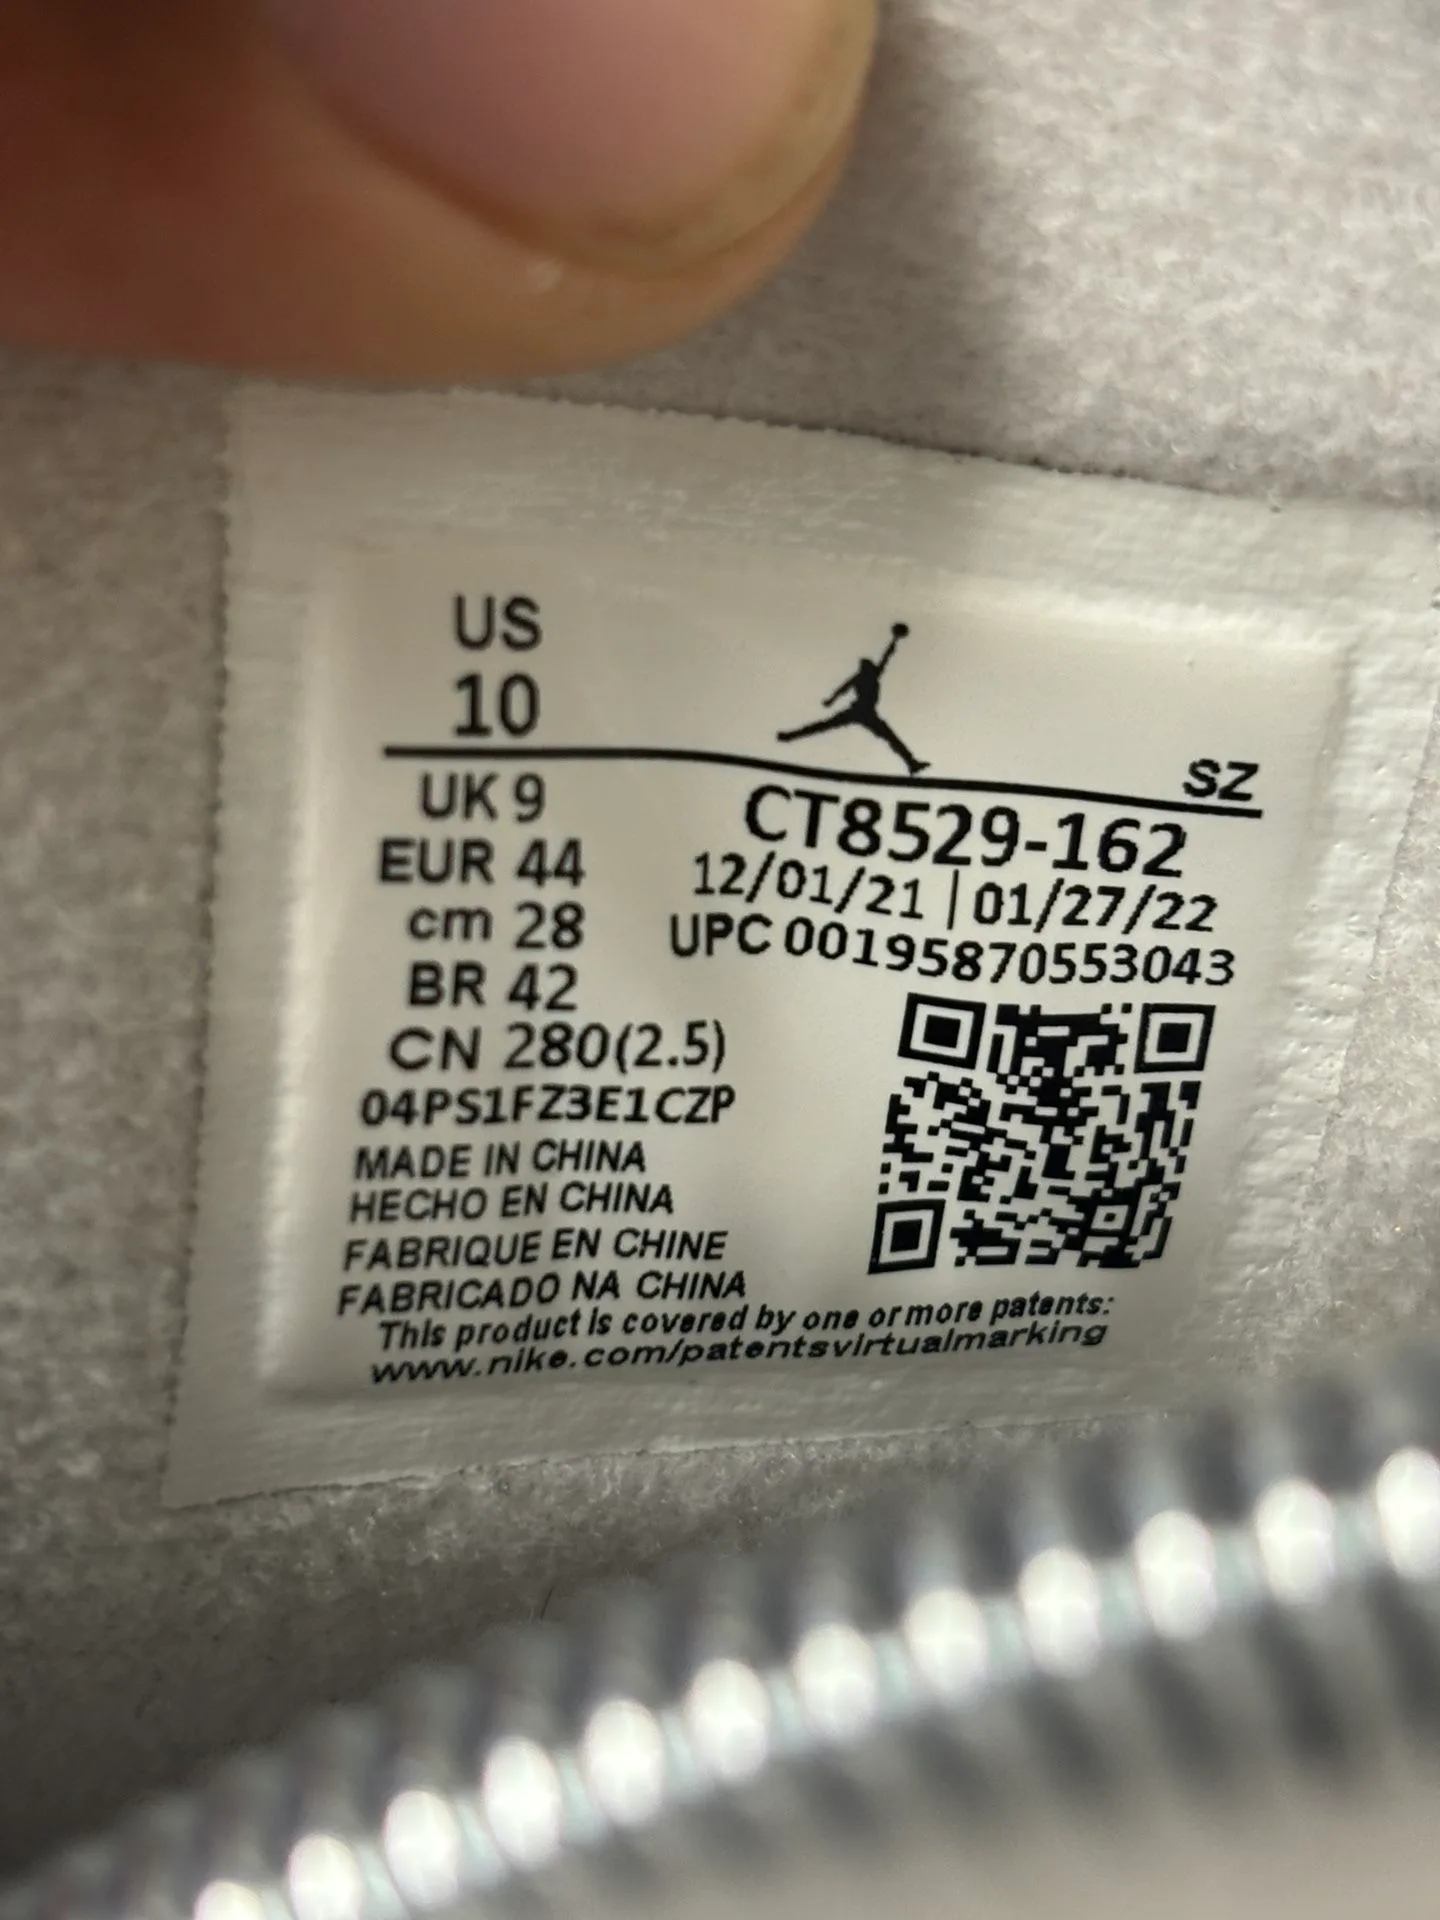 US
10
SZ
UK 9
CT8529-162
EUR 44
12/01/21 | 01/27/22
cm 28
UPC 00195870553043
BR 42
CN 280(2.5)
04PS1FZ3E1CZP
MADE IN CHINA
HECHO EN CHINA
FABRIQUE EN CHINE
FABRICADO NA CHINA
This product is covered by one or more patents:
www.nike.com/patentsvirtualmarking